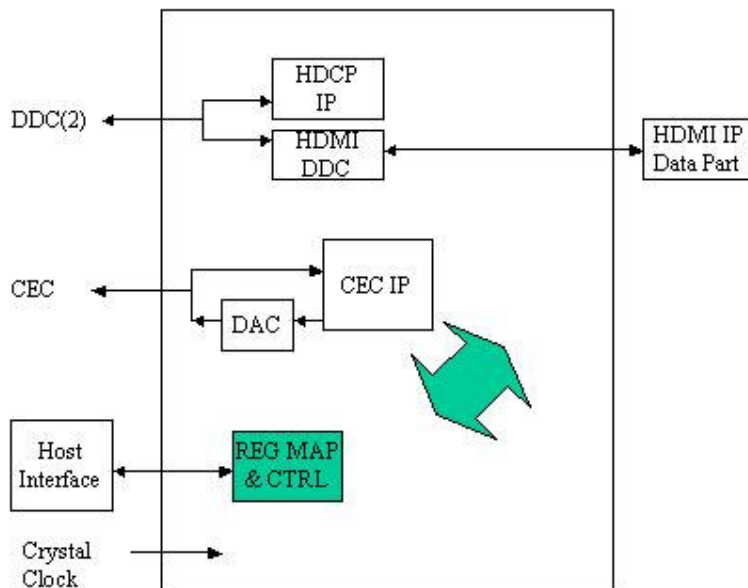 HDCP
IP
DDC(2)
HDMI
DDC
HDMI IP
Data Part
CEC
CEC IP
DAC
Host
Interface
REG MAP
& CTRL
Crystal
Clock